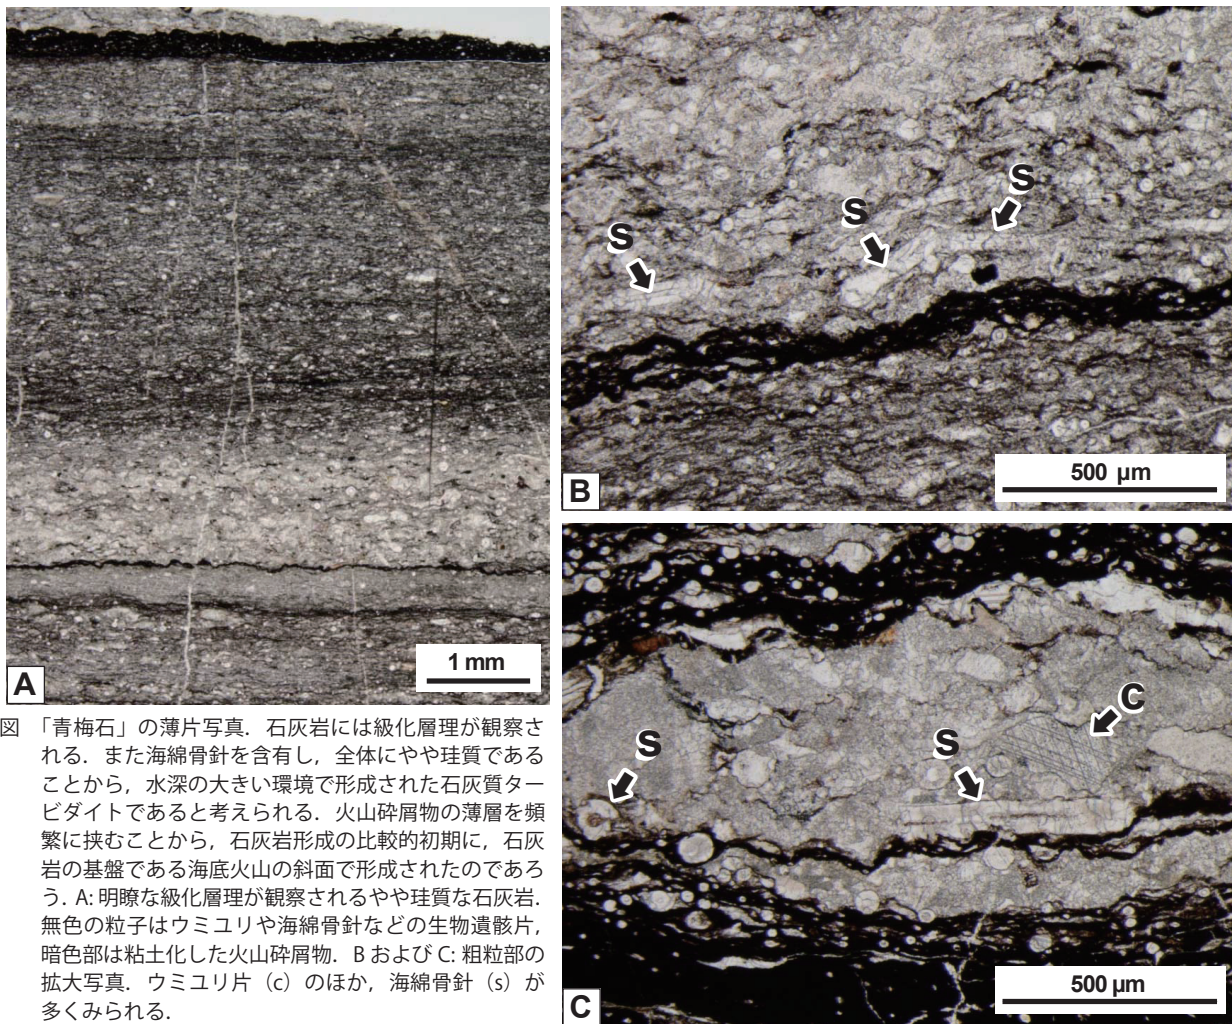 1 mm
A
S
S
S
500 µm
B
S
S
C
500 µm
C
図 「青梅石」の薄片写真．石灰岩には級化層理が観察さ
れる．また海綿骨針を含有し，全体にやや珪質であ
ることから，水深の大きい環境で形成された石灰質ター
ビダイトであると考えられる．火山砕屑物の薄層を頻
繁に挟むことから，石灰岩形成の比較的初期に，石灰
岩の基盤である海底火山の斜面で形成されたのであろ
う．A: 明瞭な級化層理が観察されるやや珪質な石灰岩．
無色の粒子はウミユリや海綿骨針などの生物遺骸片，
暗色部は粘土化した火山砕屑物．B および C: 粗粒部の
拡大写真．ウミユリ片（c）のほか，海綿骨針（s）が
多くみられる．